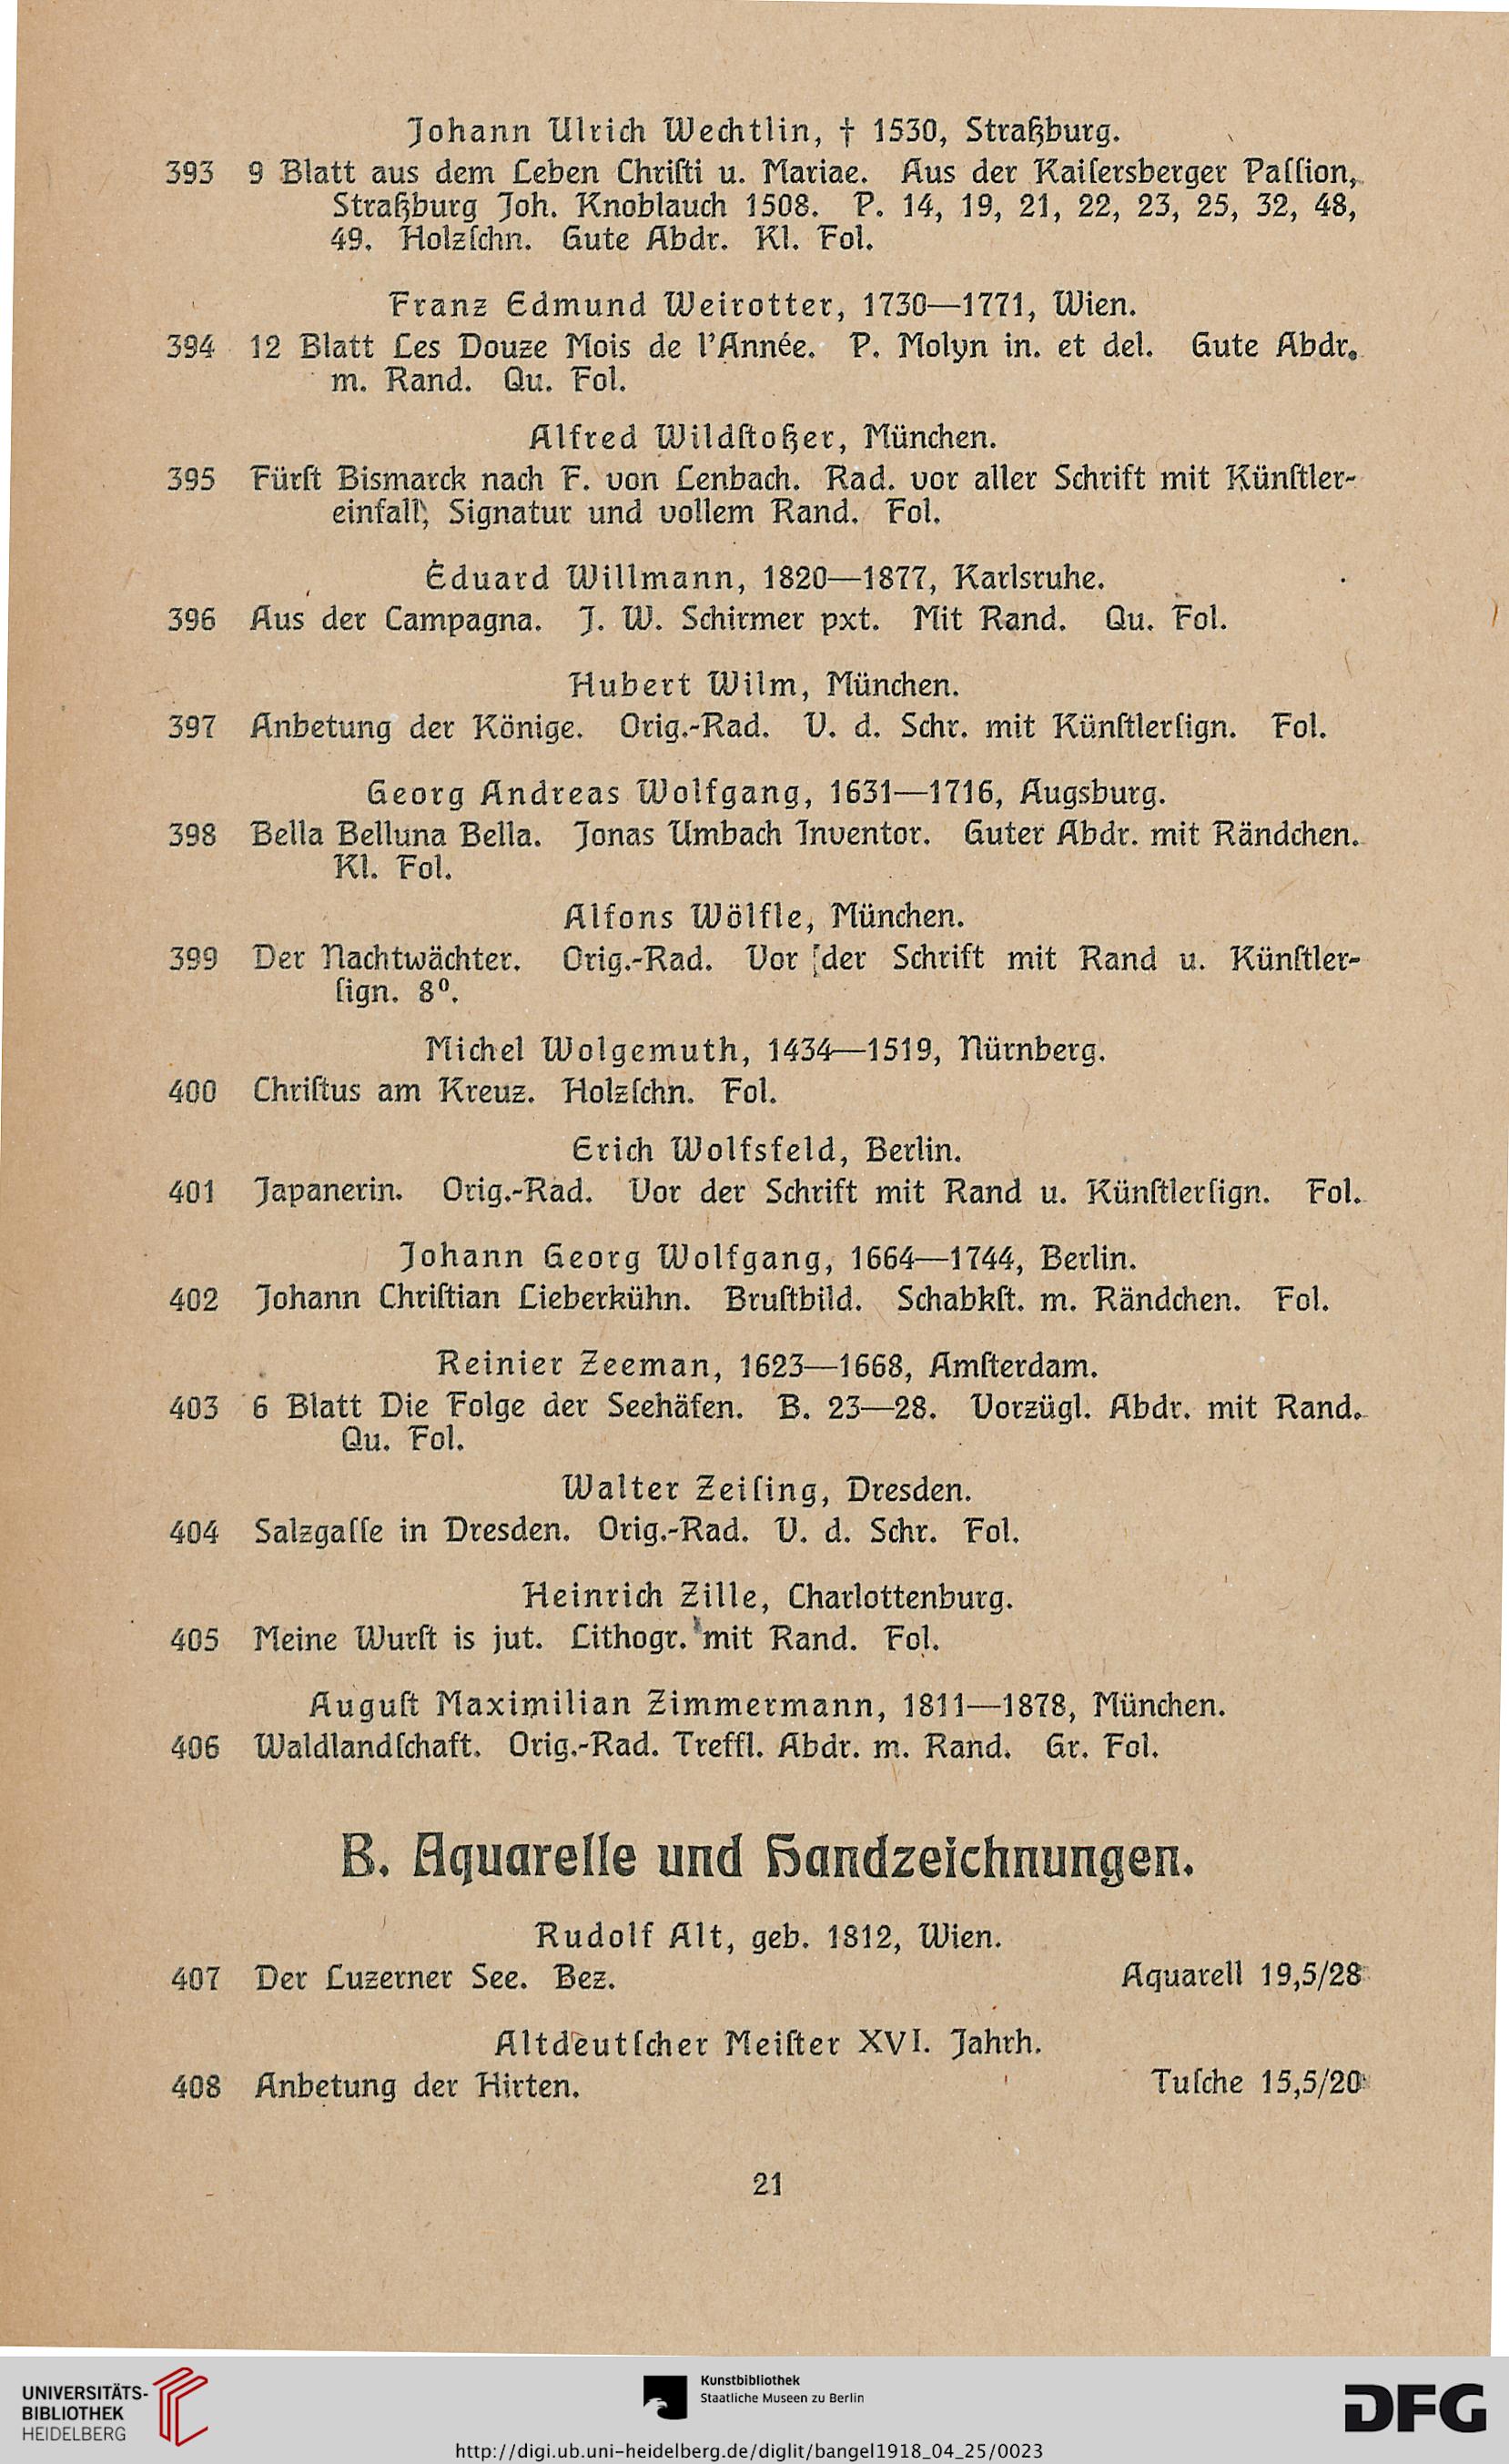 Johann Ulrich Wechtlin, † 1530, Straßburg.
393 9 Blatt aus dem Leben Chriſti u. Mariae. Aus der Kaiſersberger Paſſion,
Straßburg Joh. Knoblauch 1508. P. 14, 19, 21, 22, 23, 25, 32, 48,
49. Holzſchn. Gute Abdr. Kl. Fol.
Franz Edmund Weirotter, 1730—1771, Wien.
394 12 Blatt Les Douze Mois de l'Année. P. Molyn in. et del. Gute Abdr.
m. Rand. Qu. Fol.
Alfred Wildſtoßer, München.
395 Fürſt Bismarck nach F. von Lenbach. Rad. vor aller Schrift mit Künſtler-
einfall, Signatur und vollem Rand. Fol.
Eduard Willmann, 1820—1877, Karlsruhe.
396 Aus der Campagna. J. W. Schirmer pxt. Mit Rand. Qu. Fol.
Hubert Wilm, München.
397 Anbetung der Könige. Orig.-Rad. V. d. Schr. mit Künſtlerſign. Fol.
Georg Andreas Wolfgang, 1631—1716, Augsburg.
398 Bella Belluna Bella. Jonas Umbach Inventor. Guter Abdr. mit Rändchen.
Kl. Fol.
Alfons Wölfle, München.
399 Der Nachtwächter. Orig.-Rad. Vor der Schrift mit Rand u. Künſtler-
ſign. 8⁰.
Michel Wolgemuth, 1434—1519, Nürnberg.
400 Chriſtus am Kreuz. Holzſchn. Fol.
Erich Wolfsfeld, Berlin.
401 Japanerin. Orig.-Rad. Vor der Schrift mit Rand u. Künſtlerſign. Fol.
Johann Georg Wolfgang, 1664—1744, Berlin.
402 Johann Chriſtian Lieberkühn. Bruſtbild. Schabkſt. m. Rändchen. Fol.
Reinier Zeeman, 1623—1668, Amſterdam.
403 6 Blatt Die Folge der Seehäfen. B. 23—28. Vorzügl. Abdr. mit Rand.
Qu. Fol.
Walter Zeiſing, Dresden.
404 Salzgaſſe in Dresden. Orig.-Rad. V. d. Schr. Fol.
Heinrich Zille, Charlottenburg.
405 Meine Wurſt is jut. Lithogr. mit Rand. Fol.
Auguſt Maximilian Zimmermann, 1811—1878, München.
406 Waldlandſchaft. Orig.-Rad. Treffl. Abdr. m. Rand. Gr. Fol.
B. Aquarelle und Handzeichnungen.
Rudolf Alt, geb. 1812, Wien.
407 Der Luzerner See. Bez. Aquarell 19,5/28
Altdeutſcher Meiſter XVI. Jahrh.
408 Anbetung der Hirten. Tuſche 15,5/20
21
UNIVERSITÄTS-
BIBLIOTHEK
HEIDELBERG
Kunstbibliothek
Staatliche Museen zu Berlin
DFG
http://digi.ub.uni-heidelberg.de/diglit/bangel1918_04_25/0023